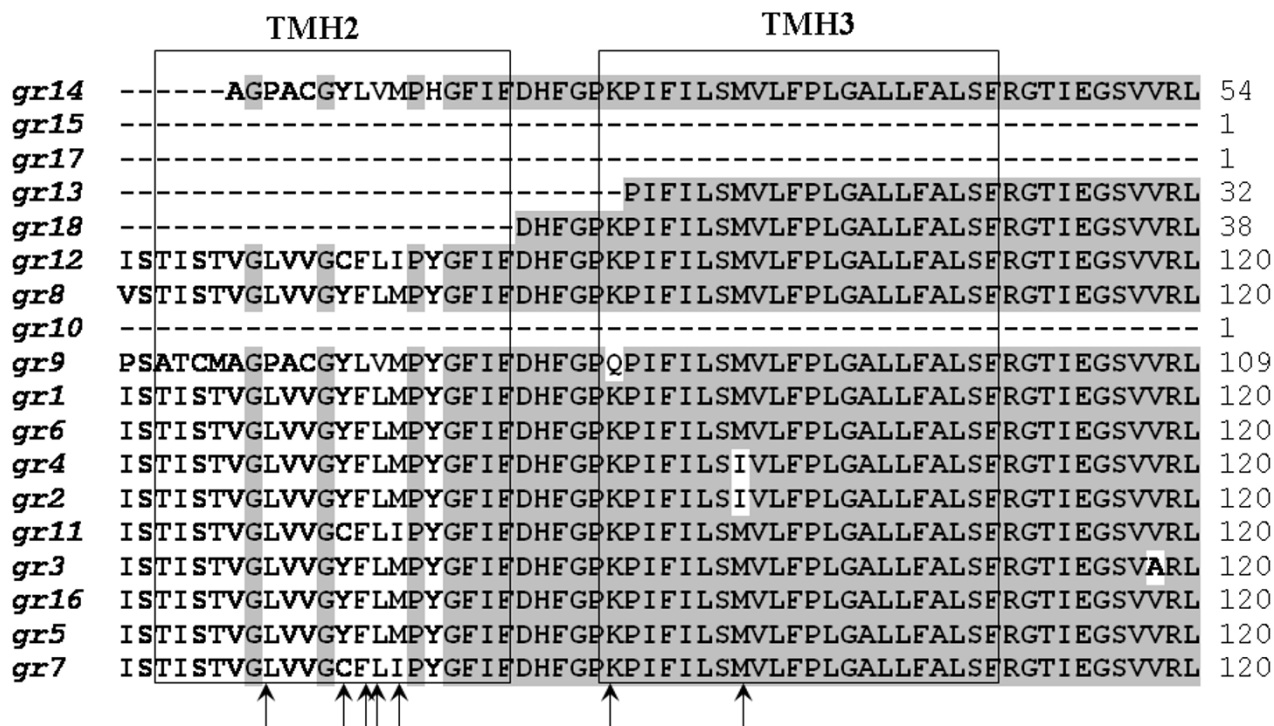 TMH2 TMH3
gr14 ------AGPACGYLVMPHGFIFDHFGPKPIFILSMVLFPLGALLFALSFRGTIEGSVVRL 54
gr15 ------------------------------------------------------------ 1
gr17 ------------------------------------------------------------ 1
gr13 ----------------------------PIFILSMVLFPLGALLFALSFRGTIEGSVVRL 32
gr18 ----------------------DHFGPKPIFILSMVLFPLGALLFALSFRGTIEGSVVRL 38
gr12 ISTISTVGLVVGCFLIPYGFIFDHFGPKPIFILSMVLFPLGALLFALSFRGTIEGSVVRL 120
gr8 VSTISTVGLVVGYFLMPYGFIFDHFGPKPIFILSMVLFPLGALLFALSFRGTIEGSVVRL 120
gr10 ------------------------------------------------------------ 1
gr9 PSATCMAGPACGYLVMPYGFIFDHFGPQPIFILSMVLFPLGALLFALSFRGTIEGSVVRL 109
gr1 ISTISTVGLVVGYFLMPYGFIFDHFGPKPIFILSMVLFPLGALLFALSFRGTIEGSVVRL 120
gr6 ISTISTVGLVVGYFLMPYGFIFDHFGPKPIFILSMVLFPLGALLFALSFRGTIEGSVVRL 120
gr4 ISTISTVGLVVGYFLMPYGFIFDHFGPKPIFILSIVLFPLGALLFALSFRGTIEGSVVRL 120
gr2 ISTISTVGLVVGYFLMPYGFIFDHFGPKPIFILSIVLFPLGALLFALSFRGTIEGSVVRL 120
gr11 ISTISTVGLVVGCFLIPYGFIFDHFGPKPIFILSMVLFPLGALLFALSFRGTIEGSVVRL 120
gr3 ISTISTVGLVVGYFLMPYGFIFDHFGPKPIFILSMVLFPLGALLFALSFRGTIEGSVARL 120
gr16 ISTISTVGLVVGYFLMPYGFIFDHFGPKPIFILSMVLFPLGALLFALSFRGTIEGSVVRL 120
gr5 ISTISTVGLVVGYFLMPYGFIFDHFGPKPIFILSMVLFPLGALLFALSFRGTIEGSVVRL 120
gr7 ISTISTVGLVVGCFLIPYGFIFDHFGPKPIFILSMVLFPLGALLFALSFRGTIEGSVVRL 120